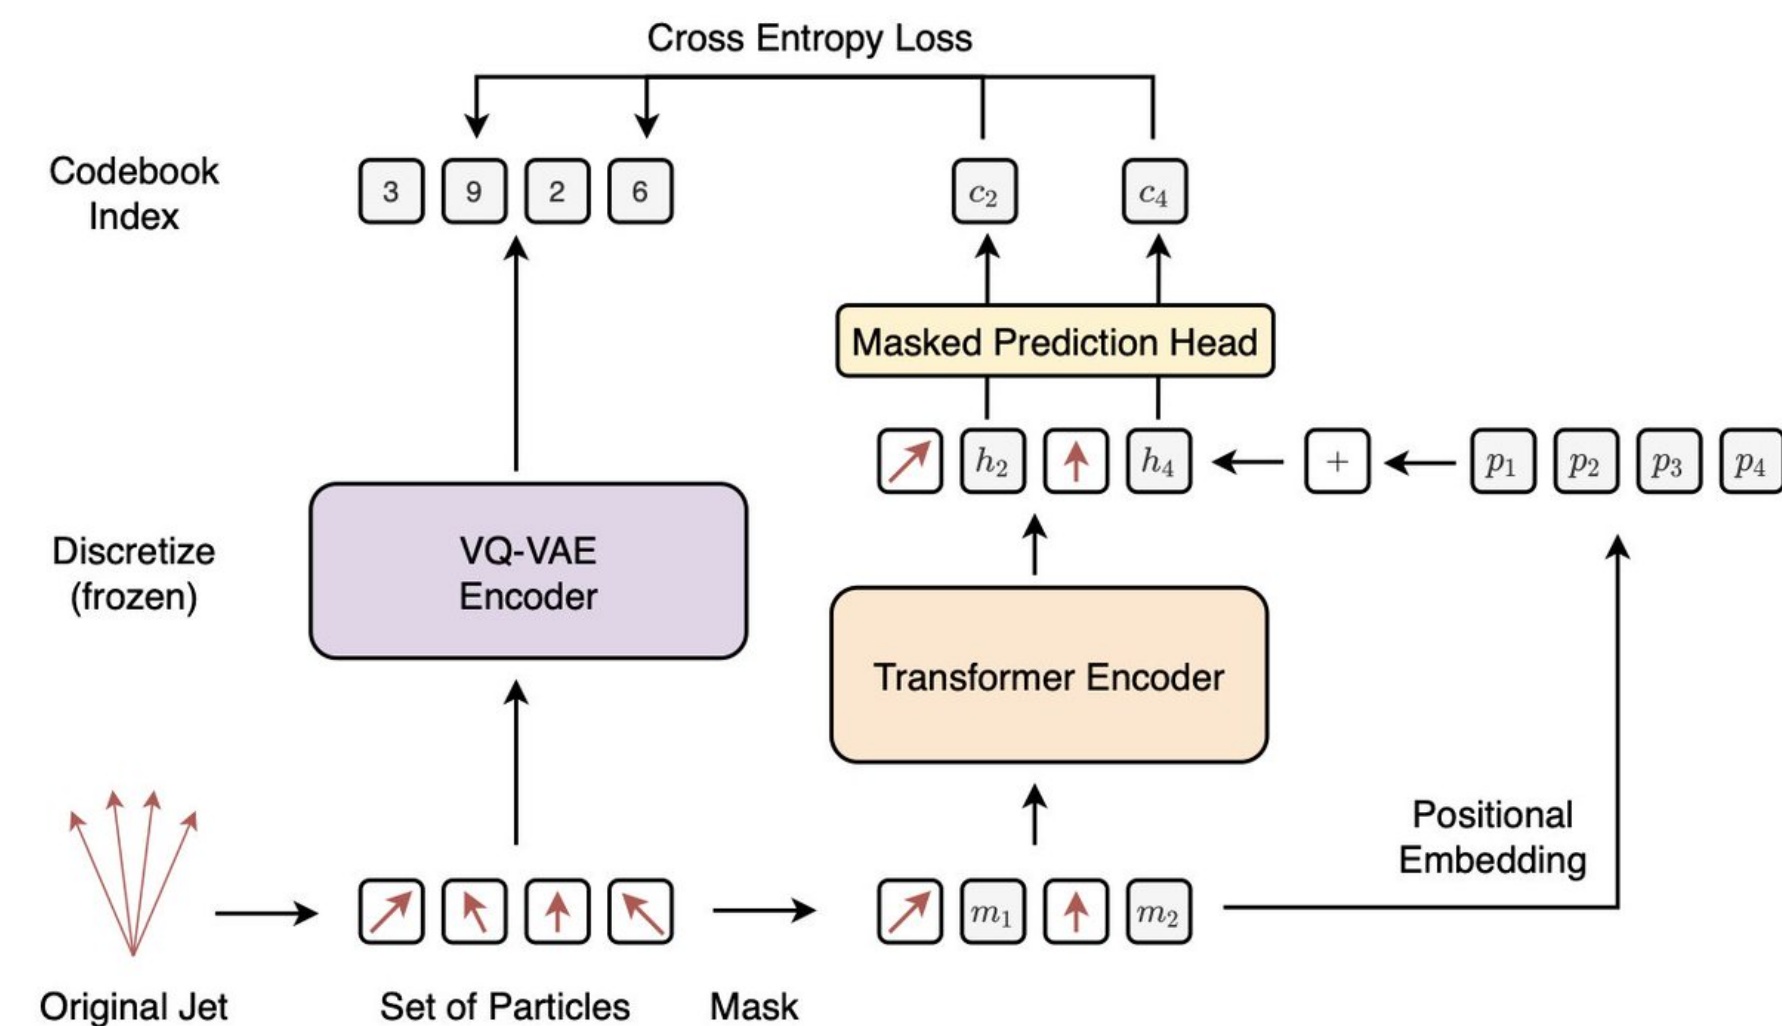 Cross Entropy Loss
Codebook
Index
3 9 2 6
c₂ c₄
Masked Prediction Head
h₂ h₄ + p₁ p₂ p₃ p₄
Discretize
(frozen)
VQ-VAE
Encoder
Transformer Encoder
Positional
Embedding
m₁ m₂
Original Jet
Set of Particles
Mask